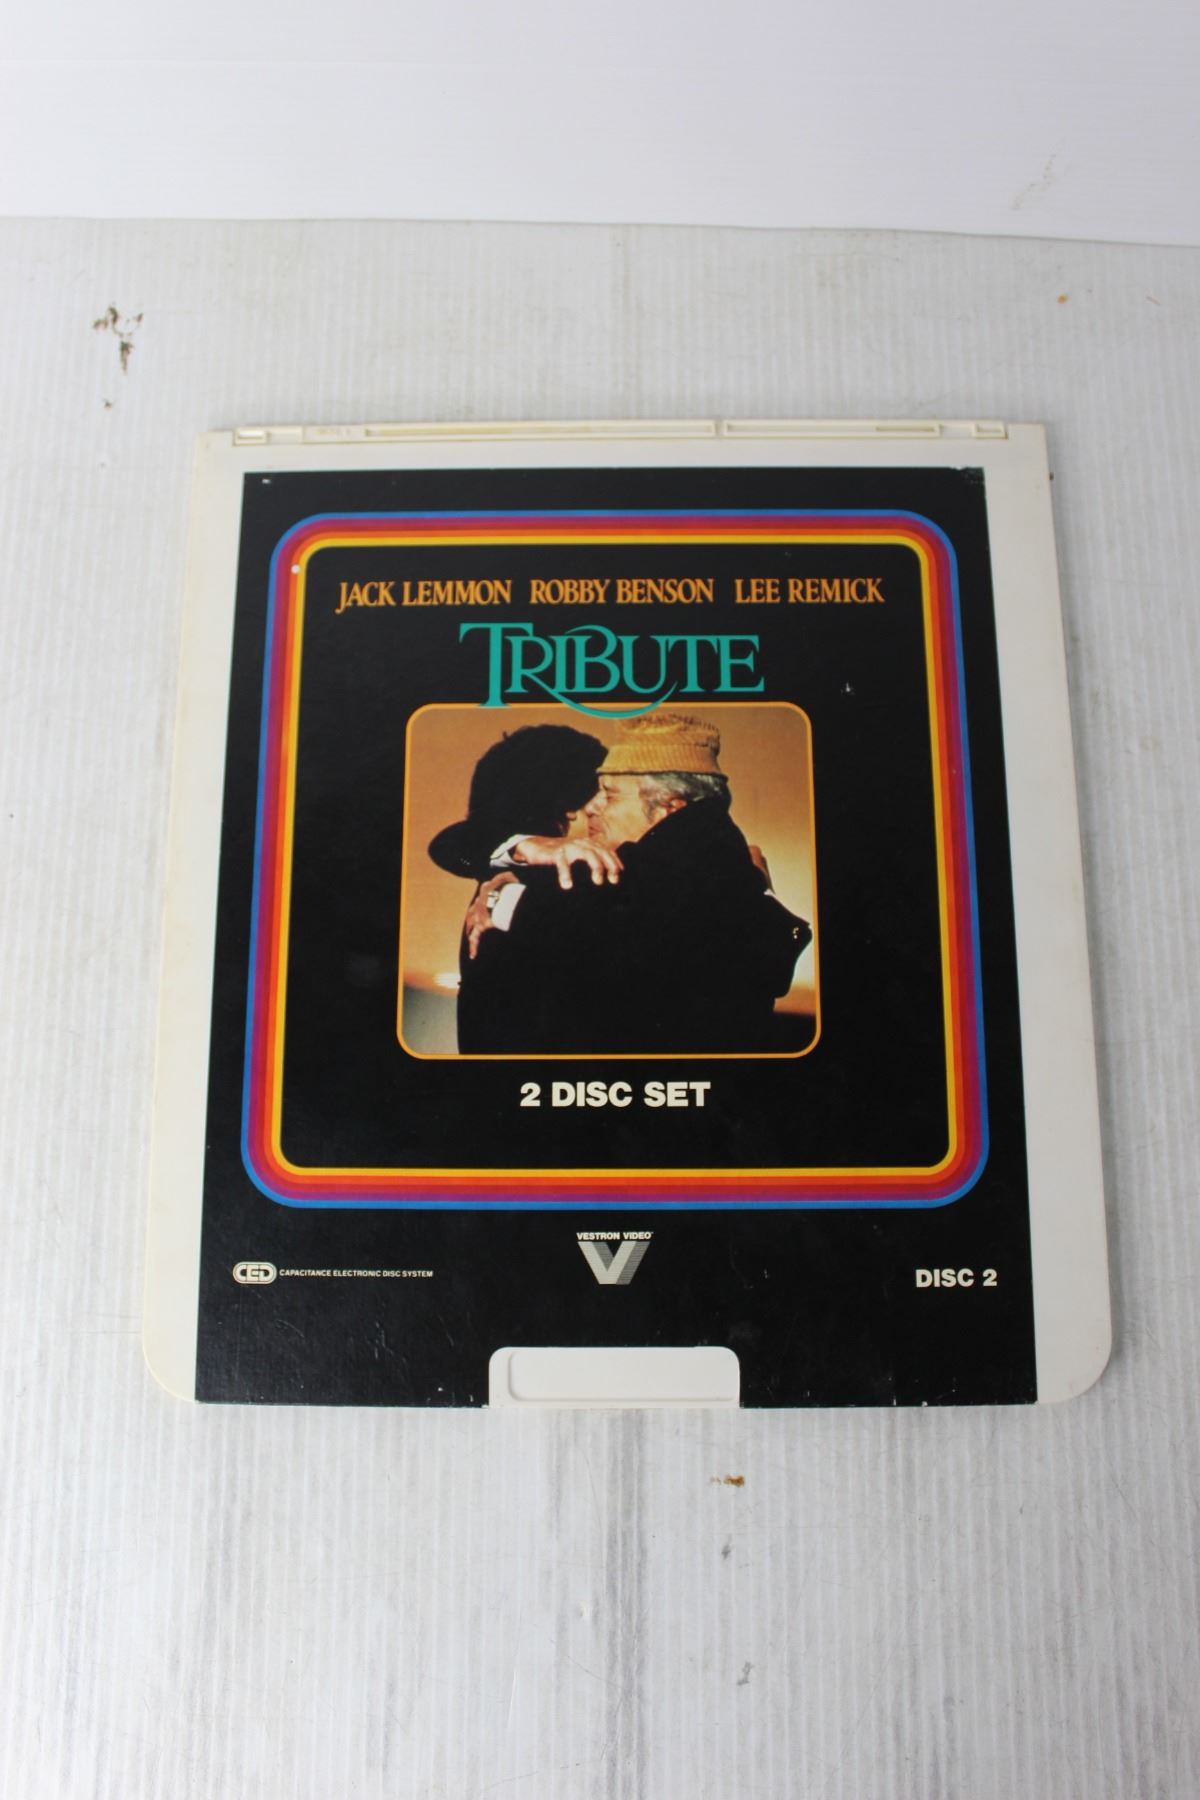 JACK LEMMON ROBBY BENSON LEE REMICK
TRIBUTE
2 DISC SET
VESTRON VIDEO
CED CAPACITANCE ELECTRONIC DISC SYSTEM
DISC 2